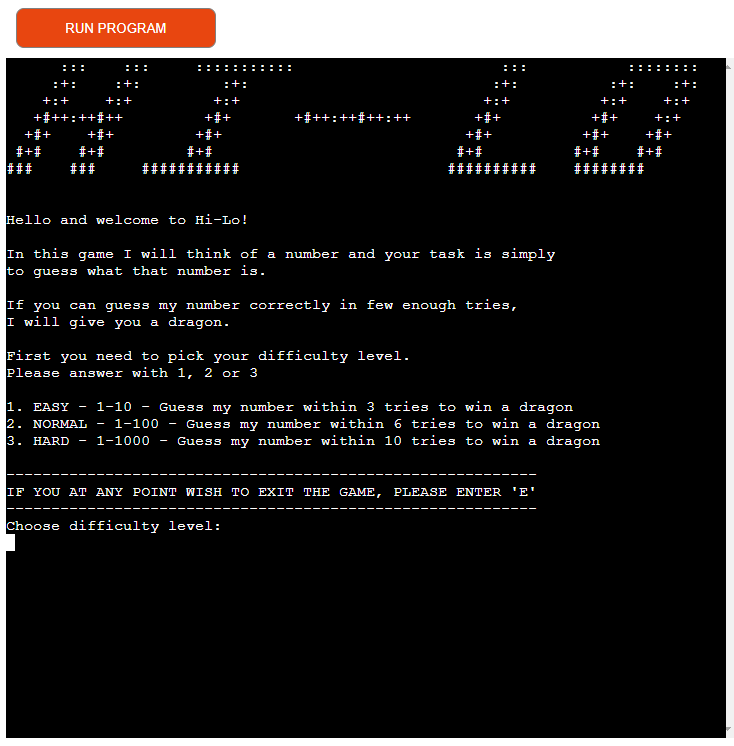 RUN PROGRAM
      :::    :::     :::::::::::                       :::           ::::::::
     :+:    :+:         :+:                           :+:          :+:    :+:
    +:+    +:+         +:+                           +:+          +:+    +:+
   +#++:++#++         +#+       +#++:++#++:++       +#+          +#+    +:+
  +#+    +#+         +#+                           +#+          +#+    +#+
 #+#    #+#         #+#                           #+#          #+#    #+#
###    ###     ###########                       ##########    ########
Hello and welcome to Hi-Lo!
In this game I will think of a number and your task is simply
to guess what that number is.
If you can guess my number correctly in few enough tries,
I will give you a dragon.
First you need to pick your difficulty level.
Please answer with 1, 2 or 3
1. EASY - 1-10 - Guess my number within 3 tries to win a dragon
2. NORMAL - 1-100 - Guess my number within 6 tries to win a dragon
3. HARD - 1-1000 - Guess my number within 10 tries to win a dragon
-----------------------------------------------------------
IF YOU AT ANY POINT WISH TO EXIT THE GAME, PLEASE ENTER 'E'
-----------------------------------------------------------
Choose difficulty level: